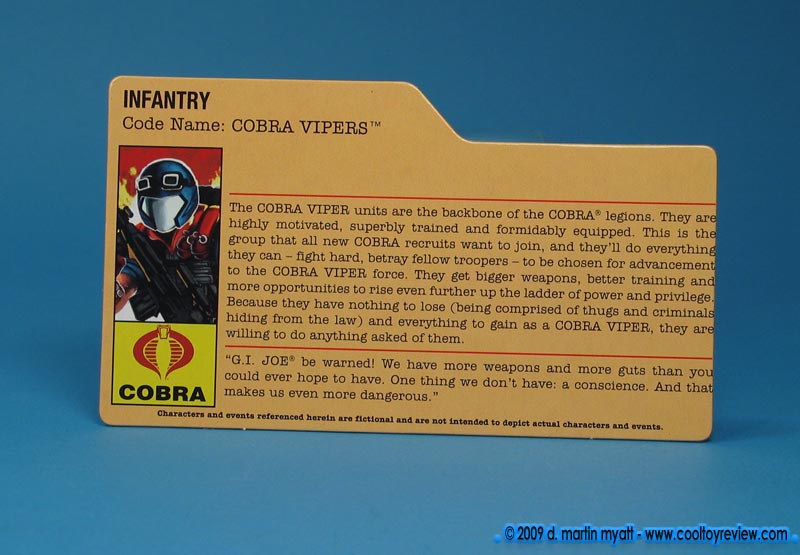 INFANTRY
Code Name: COBRA VIPERS™
The COBRA VIPER units are the backbone of the COBRA® legions. They are
highly motivated, superbly trained and formidably equipped. This is the
group that all new COBRA recruits want to join, and they'll do everything
they can – fight hard, betray fellow troopers – to be chosen for advancement
to the COBRA VIPER force. They get bigger weapons, better training and
more opportunities to rise even further up the ladder of power and privilege.
Because they have nothing to lose (being comprised of thugs and criminals
hiding from the law) and everything to gain as a COBRA VIPER, they are
willing to do anything asked of them.
"G.I. JOE® be warned! We have more weapons and more guts than you
could ever hope to have. One thing we don't have: a conscience. And that
makes us even more dangerous."
COBRA
Characters and events referenced herein are fictional and are not intended to depict actual characters and events.
© 2009 d. martin myatt - www.cooltoyreview.com